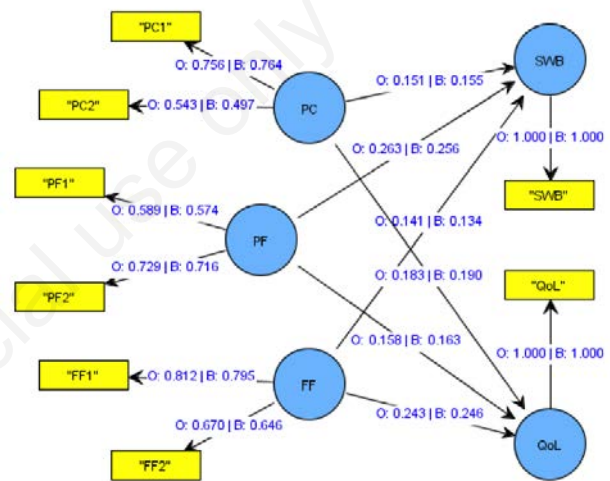 "PC1"
O: 0.756 | B: 0.764
SWB
"PC2"
O: 0.543 | B: 0.497
PC
O: 0.151 | B: 0.155
O: 1.000 | B: 1.000
O: 0.263 | B: 0.256
"PF1"
"SWB"
O: 0.589 | B: 0.574
O: 0.141 | B: 0.134
PF
O: 0.729 | B: 0.716
O: 0.183 | B: 0.190
"QoL"
"PF2"
O: 0.158 | B: 0.163
O: 1.000 | B: 1.000
"FF1"
O: 0.812 | B: 0.795
FF
O: 0.243 | B: 0.246
O: 0.670 | B: 0.646
QoL
"FF2"
cial use only